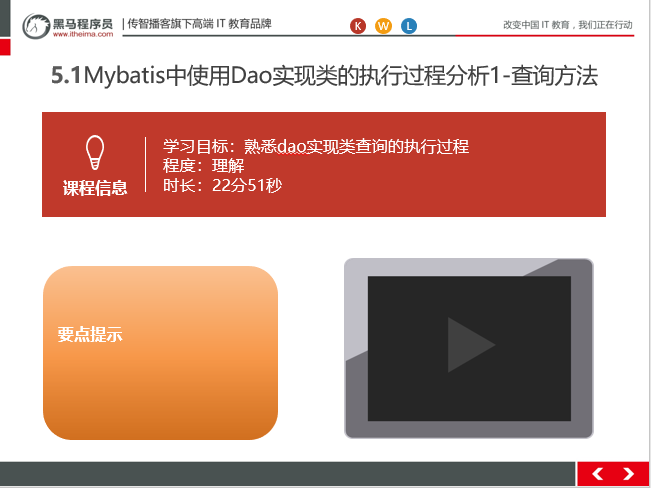 黑马程序员
www.itheima.com
传智播客旗下高端 IT 教育品牌
K W L
改变中国 IT 教育，我们正在行动
5.1Mybatis中使用Dao实现类的执行过程分析1-查询方法
学习目标：熟悉dao实现类查询的执行过程
程度：理解
时长：22分51秒
课程信息
要点提示